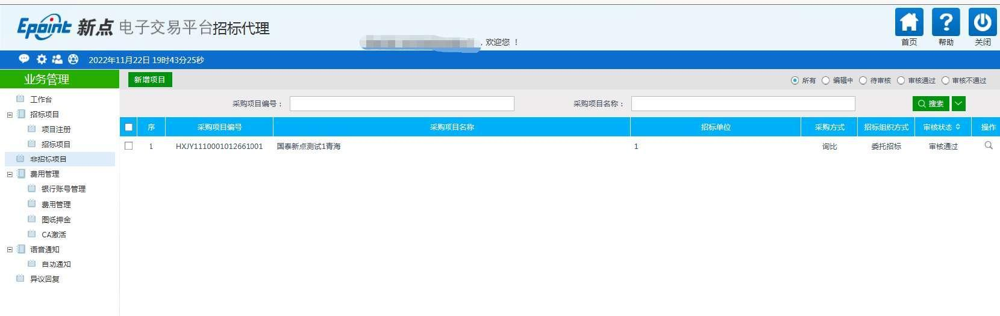 Epoint 新点 电子交易平台招标代理
，欢迎您 ！
首页 帮助 关闭
2022年11月22日 19时43分25秒
业务管理
工作台
招标项目
项目注册
招标项目
非招标项目
费用管理
银行账号管理
费用管理
图纸押金
CA激活
语音通知
自动通知
异议回复
新增项目
所有 编辑中 待审核 审核通过 审核不通过
采购项目编号： 采购项目名称： 搜索
序 采购项目编号 采购项目名称 招标单位 采购方式 招标组织方式 审核状态 操作
1 HXJY1110001012661001 国泰新点测试1青海 1 询比 委托招标 审核通过